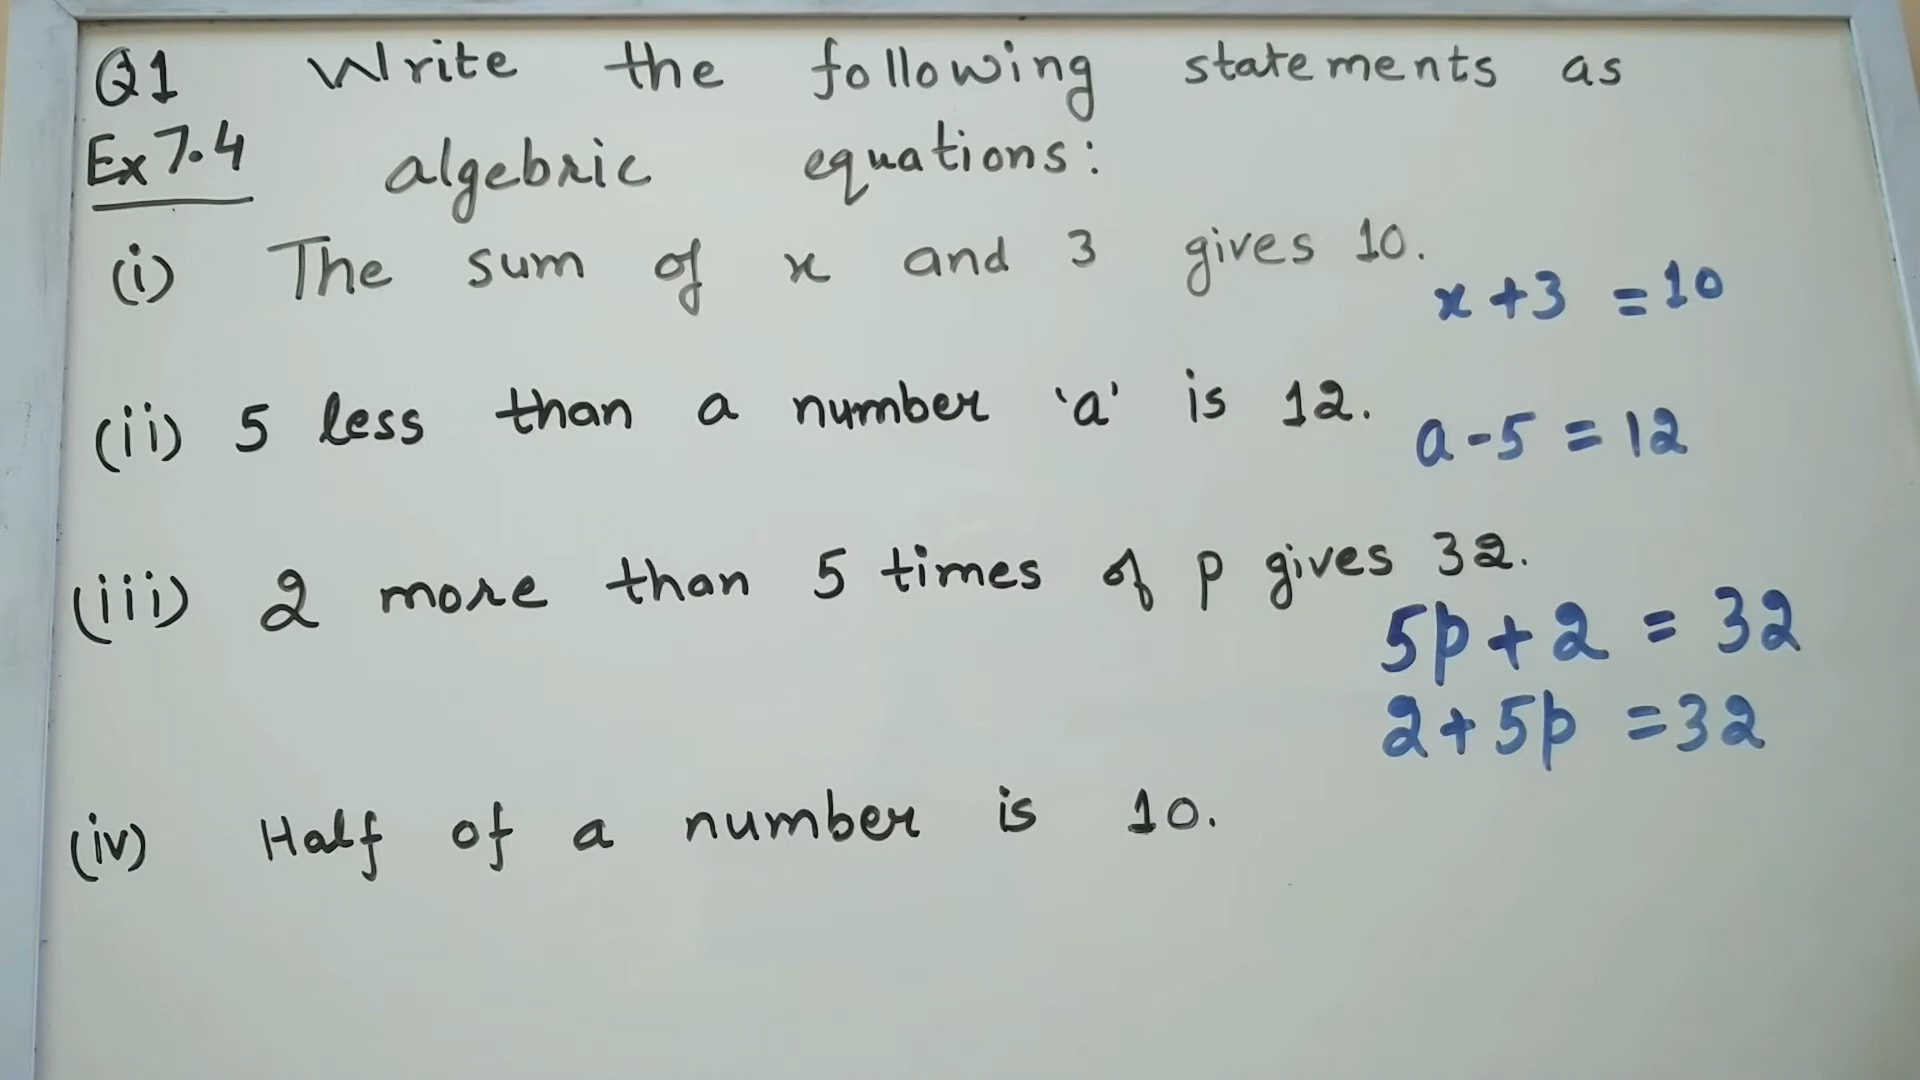 Q1 Write the following statements as
Ex 7.4 algebric equations:
(i) The sum of x and 3 gives 10.
x + 3 = 10
(ii) 5 less than a number 'a' is 12.
a - 5 = 12
(iii) 2 more than 5 times of p gives 32.
5p + 2 = 32
2 + 5p = 32
(iv) Half of a number is 10.